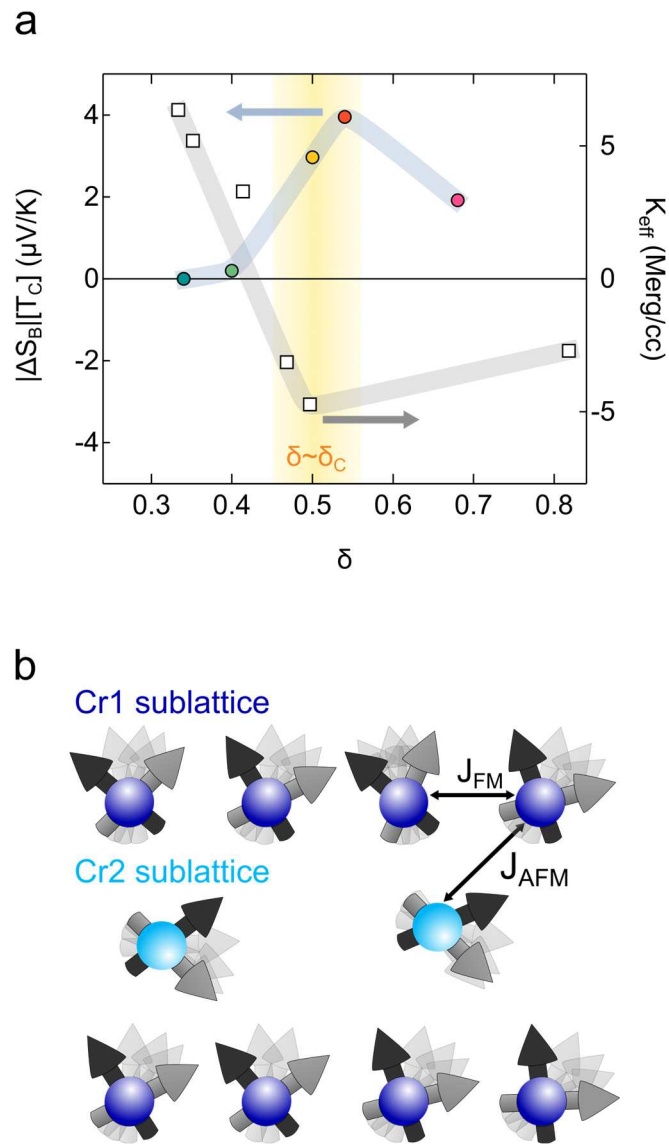 a
|ΔS_B|[T_C] (μV/K)
4
2
0
-2
-4
5
0
-5
K_eff (Merg/cc)
δ~δ_C
0.3 0.4 0.5 0.6 0.7 0.8
δ
b
Cr1 sublattice
J_FM
Cr2 sublattice
J_AFM